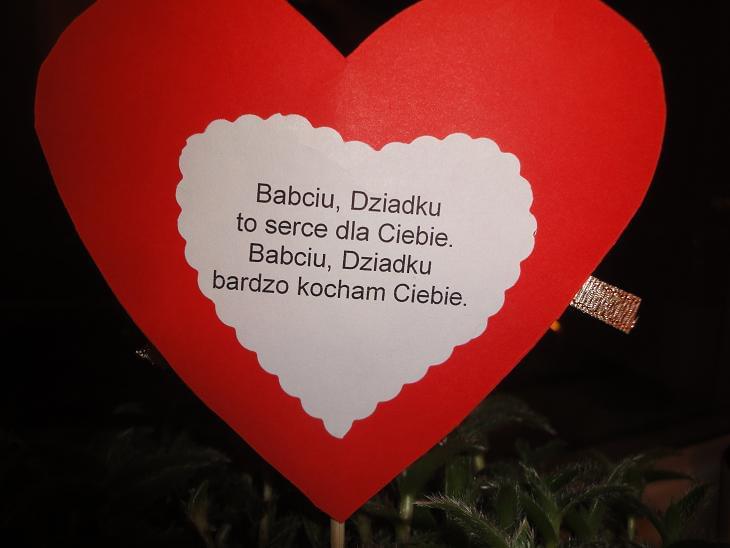 Babciu, Dziadku
to serce dla Ciebie.
Babciu, Dziadku
bardzo kocham Ciebie.